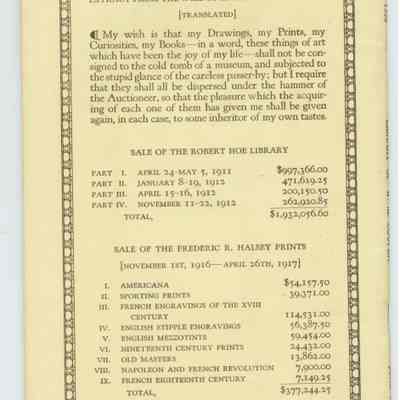 [TRANSLATED]
¶ My wish is that my Drawings, my Prints, my
Curiosities, my Books—in a word, these things of art
which have been the joy of my life—shall not be con-
signed to the cold tomb of a museum, and subjected to
the stupid glance of the careless passer-by; but I require
that they shall all be dispersed under the hammer of
the Auctioneer, so that the pleasure which the acquir-
ing of each one of them has given me shall be given
again, in each case, to some inheritor of my own tastes.
SALE OF THE ROBERT HOE LIBRARY
PART I. APRIL 24-MAY 5, 1911 $997,366.00
PART II. JANUARY 8-19, 1912 471,619.25
PART III. APRIL 15-16, 1912 200,150.50
PART IV. NOVEMBER 11-22, 1912 262,920.85
TOTAL, $1,932,056.60
SALE OF THE FREDERIC R. HALSEY PRINTS
[NOVEMBER 1ST, 1916—APRIL 26TH, 1917]
I. AMERICANA $54,157.50
II. SPORTING PRINTS 39,371.00
III. FRENCH ENGRAVINGS OF THE XVIII
CENTURY 114,531.00
IV. ENGLISH STIPPLE ENGRAVINGS 56,387.50
V. ENGLISH MEZZOTINTS 59,454.00
VI. NINETEENTH CENTURY PRINTS 24,432.00
VII. OLD MASTERS 13,862.00
VIII. NAPOLEON AND FRENCH REVOLUTION 7,900.00
IX. FRENCH EIGHTEENTH CENTURY 7,149.25
TOTAL, $377,244.25